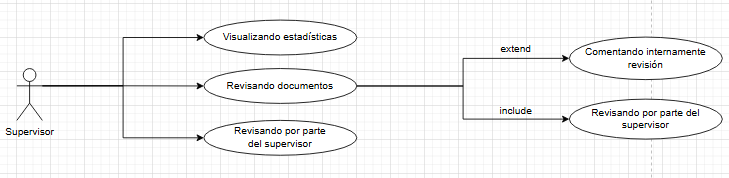 Visualizando estadísticas
extend
Comentando internamente
revisión
Revisando documentos
include
Revisando por parte del
supervisor
Supervisor
Revisando por parte
del supervisor